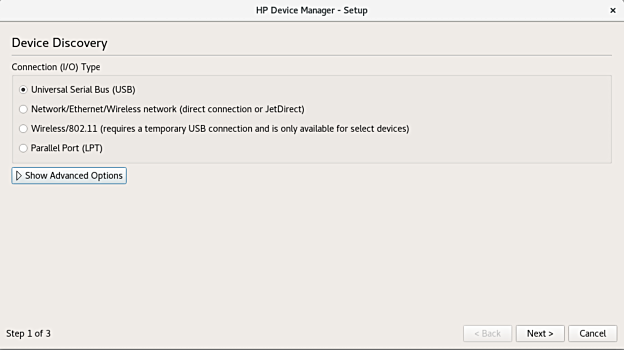 HP Device Manager - Setup
Device Discovery
Connection (I/O) Type
Universal Serial Bus (USB)
Network/Ethernet/Wireless network (direct connection or JetDirect)
Wireless/802.11 (requires a temporary USB connection and is only available for select devices)
Parallel Port (LPT)
Show Advanced Options
Step 1 of 3
< Back
Next >
Cancel